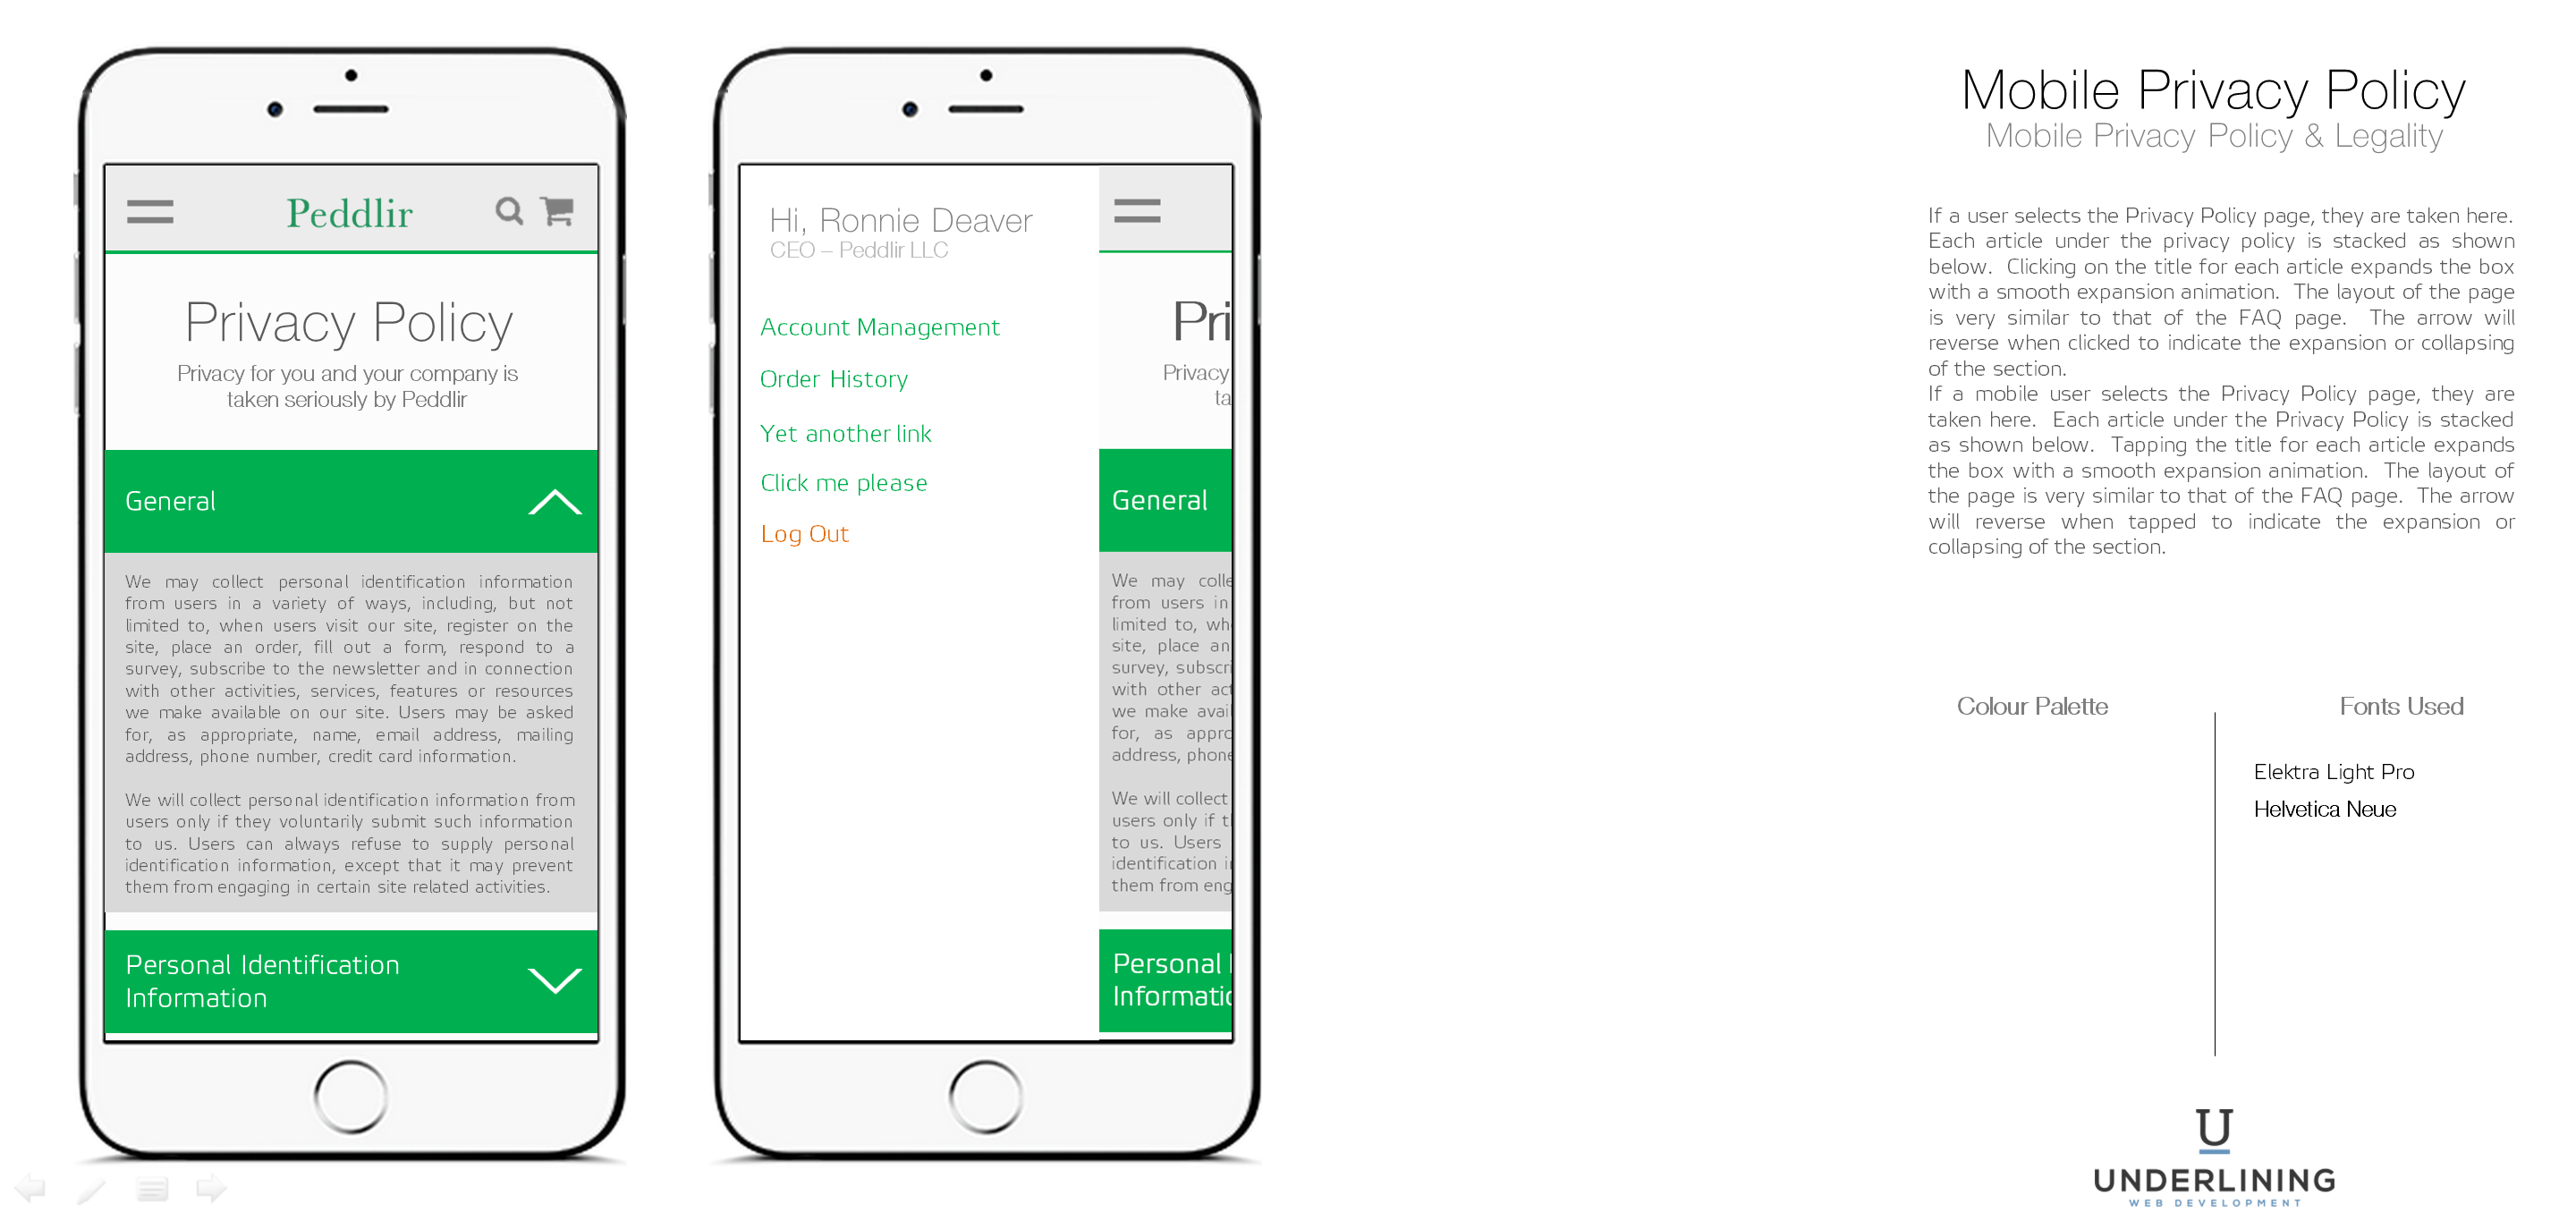 Peddlir
Privacy Policy
Privacy for you and your company is
taken seriously by Peddlir
General
We may collect personal identification information
from users in a variety of ways, including, but not
limited to, when users visit our site, register on the
site, place an order, fill out a form, respond to a
survey, subscribe to the newsletter and in connection
with other activities, services, features or resources
we make available on our site. Users may be asked
for, as appropriate, name, email address, mailing
address, phone number, credit card information.
We will collect personal identification information from
users only if they voluntarily submit such information
to us. Users can always refuse to supply personal
identification information, except that it may prevent
them from engaging in certain site related activities.
Personal Identification
Information
Hi, Ronnie Deaver
CEO – Peddlir LLC
Account Management
Order History
Yet another link
Click me please
Log Out
Pri
Privacy
ta
General
We may colle
from users in
limited to, wh
site, place an
survey, subscri
with other act
we make avail
for, as appro
address, phone
We will collect
users only if t
to us. Users
identification i
them from eng
Personal I
Informatic
Mobile Privacy Policy
Mobile Privacy Policy & Legality
If a user selects the Privacy Policy page, they are taken here.
Each article under the privacy policy is stacked as shown
below. Clicking on the title for each article expands the box
with a smooth expansion animation. The layout of the page
is very similar to that of the FAQ page. The arrow will
reverse when clicked to indicate the expansion or collapsing
of the section.
If a mobile user selects the Privacy Policy page, they are
taken here. Each article under the Privacy Policy is stacked
as shown below. Tapping the title for each article expands
the box with a smooth expansion animation. The layout of
the page is very similar to that of the FAQ page. The arrow
will reverse when tapped to indicate the expansion or
collapsing of the section.
Colour Palette
Fonts Used
Elektra Light Pro
Helvetica Neue
U
UNDERLINING
WEB DEVELOPMENT